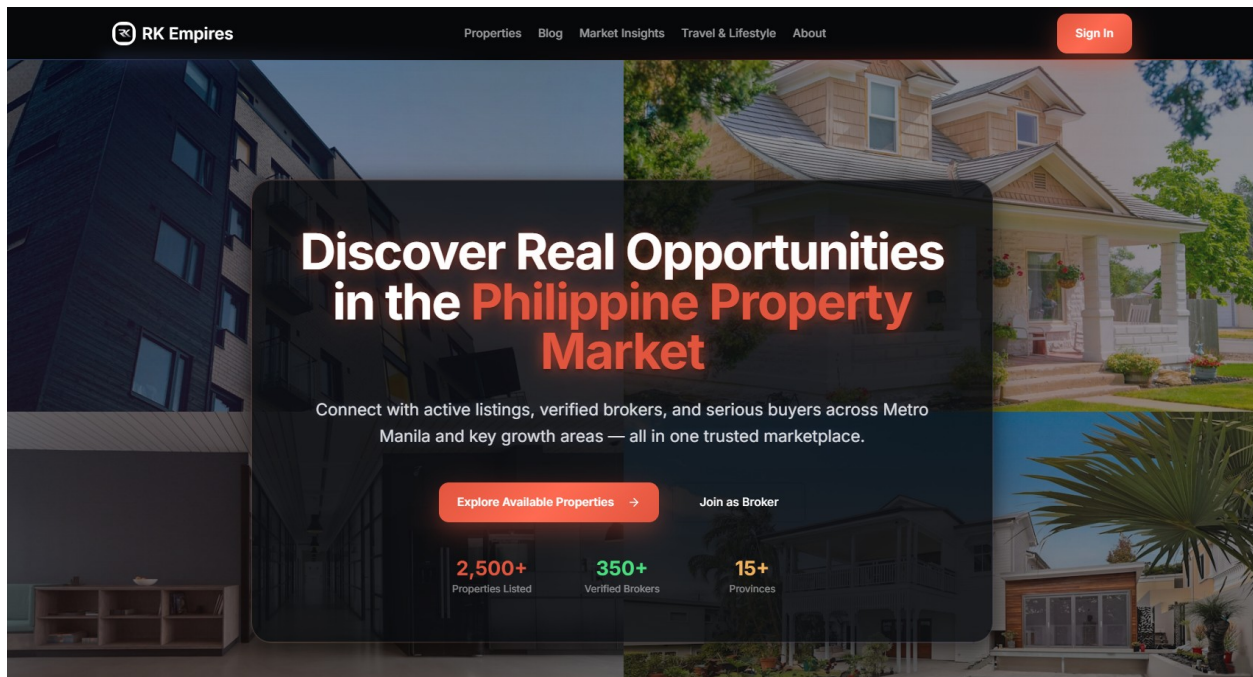 RK Empires
Properties Blog Market Insights Travel & Lifestyle About
Sign In
Discover Real Opportunities
in the Philippine Property
Market
Connect with active listings, verified brokers, and serious buyers across Metro
Manila and key growth areas — all in one trusted marketplace.
Explore Available Properties →
Join as Broker
2,500+
Properties Listed
350+
Verified Brokers
15+
Provinces